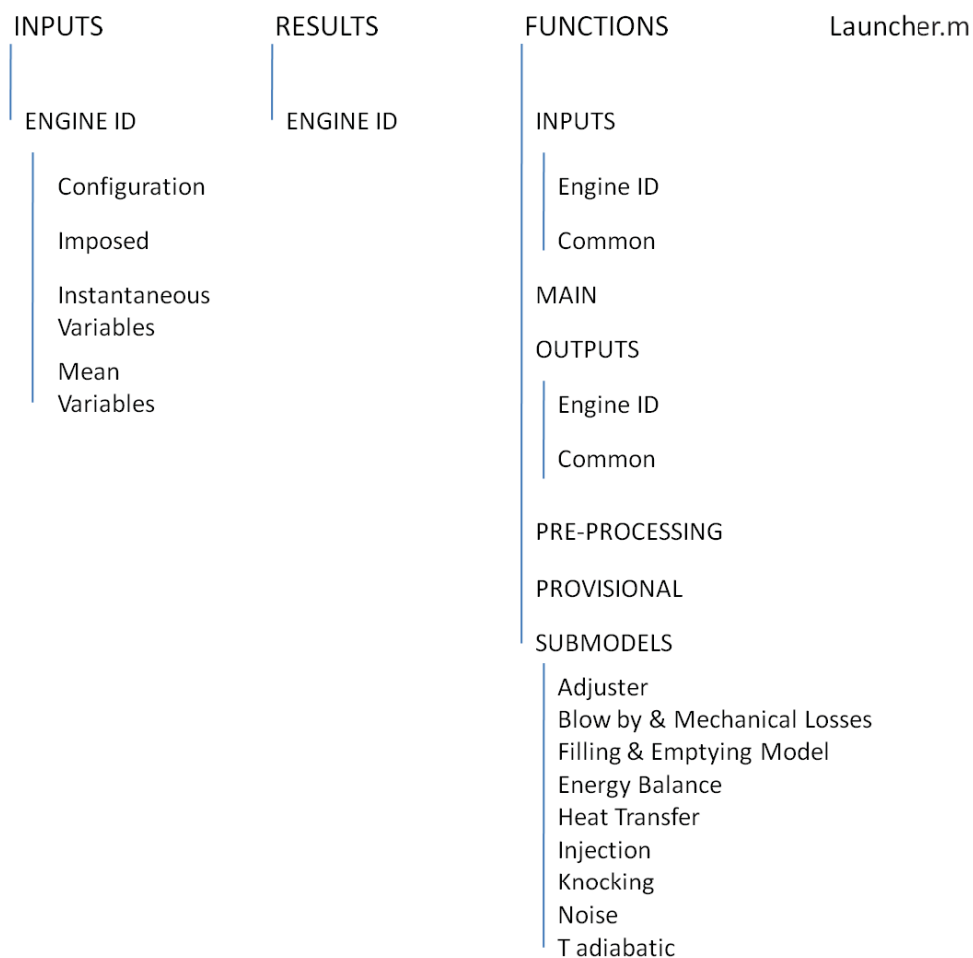 INPUTS
ENGINE ID
Configuration
Imposed
Instantaneous
Variables
Mean
Variables
RESULTS
ENGINE ID
FUNCTIONS
INPUTS
Engine ID
Common
MAIN
OUTPUTS
Engine ID
Common
PRE-PROCESSING
PROVISIONAL
SUBMODELS
Adjuster
Blow by & Mechanical Losses
Filling & Emptying Model
Energy Balance
Heat Transfer
Injection
Knocking
Noise
T adiabatic
Launcher.m